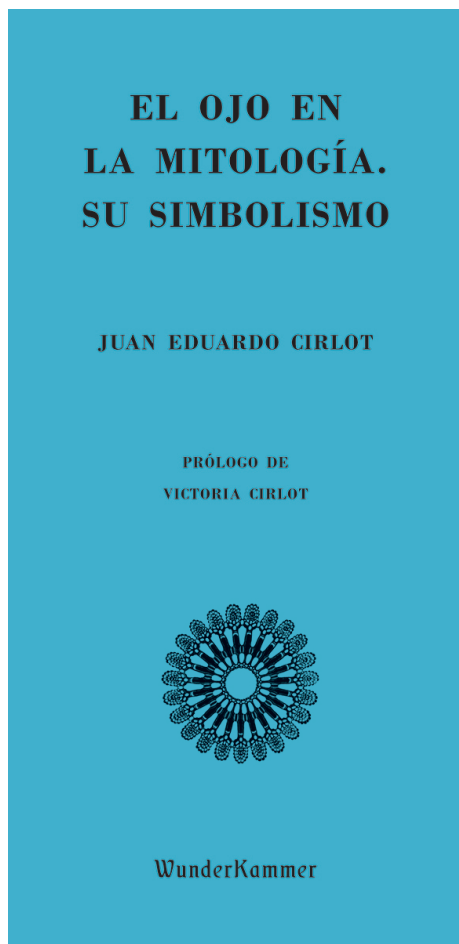 EL OJO EN
LA MITOLOGÍA.
SU SIMBOLISMO
JUAN EDUARDO CIRLOT
PRÓLOGO DE
VICTORIA CIRLOT
WunderKammer